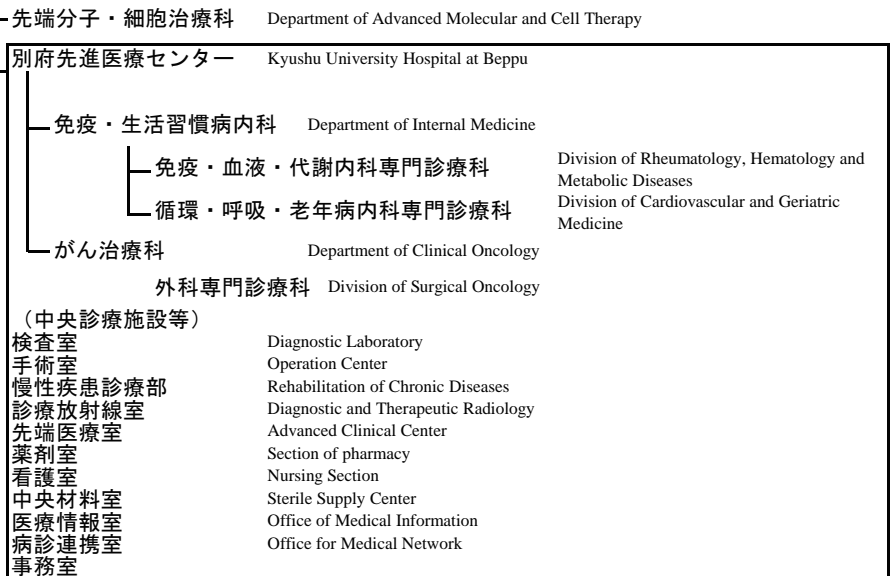 先端分子・細胞治療科 Department of Advanced Molecular and Cell Therapy
別府先進医療センター Kyushu University Hospital at Beppu
免疫・生活習慣病内科 Department of Internal Medicine
免疫・血液・代謝内科専門診療科 Division of Rheumatology, Hematology and
Metabolic Diseases
循環・呼吸・老年病内科専門診療科 Division of Cardiovascular and Geriatric
Medicine
がん治療科 Department of Clinical Oncology
外科専門診療科 Division of Surgical Oncology
（中央診療施設等）
検査室 Diagnostic Laboratory
手術室 Operation Center
慢性疾患診療部 Rehabilitation of Chronic Diseases
診療放射線室 Diagnostic and Therapeutic Radiology
先端医療室 Advanced Clinical Center
薬剤室 Section of pharmacy
看護室 Nursing Section
中央材料室 Sterile Supply Center
医療情報室 Office of Medical Information
病診連携室 Office for Medical Network
事務室